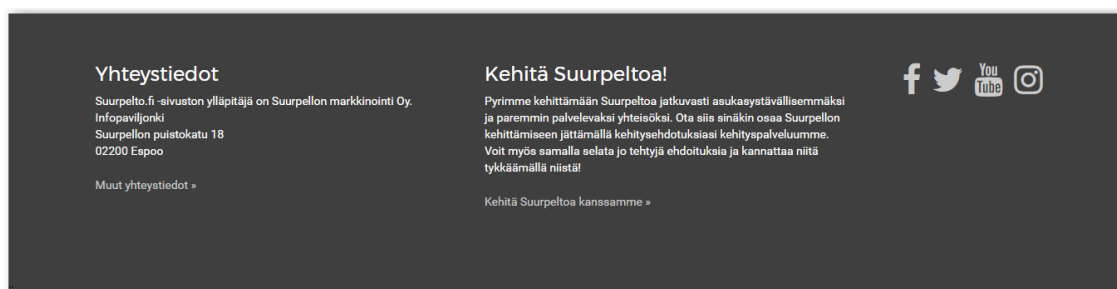 Yhteystiedot
Suurpelto.fi -sivuston ylläpitäjä on Suurpellon markkinointi Oy.
Infopaviljonki
Suurpellon puistokatu 18
02200 Espoo
Muut yhteystiedot »
Kehitä Suurpeltoa!
Pyrimme kehittämään Suurpeltoa jatkuvasti asukasystävällisemmäksi
ja paremmin palvelevaksi yhteisöksi. Ota siis sinäkin osaa Suurpellon
kehittämiseen jättämällä kehitysehdotuksiasi kehityspalveluumme.
Voit myös samalla selata jo tehtyjä ehdoituksia ja kannattaa niitä
tykkäämällä niistä!
Kehitä Suurpeltoa kanssamme »
You
Tube